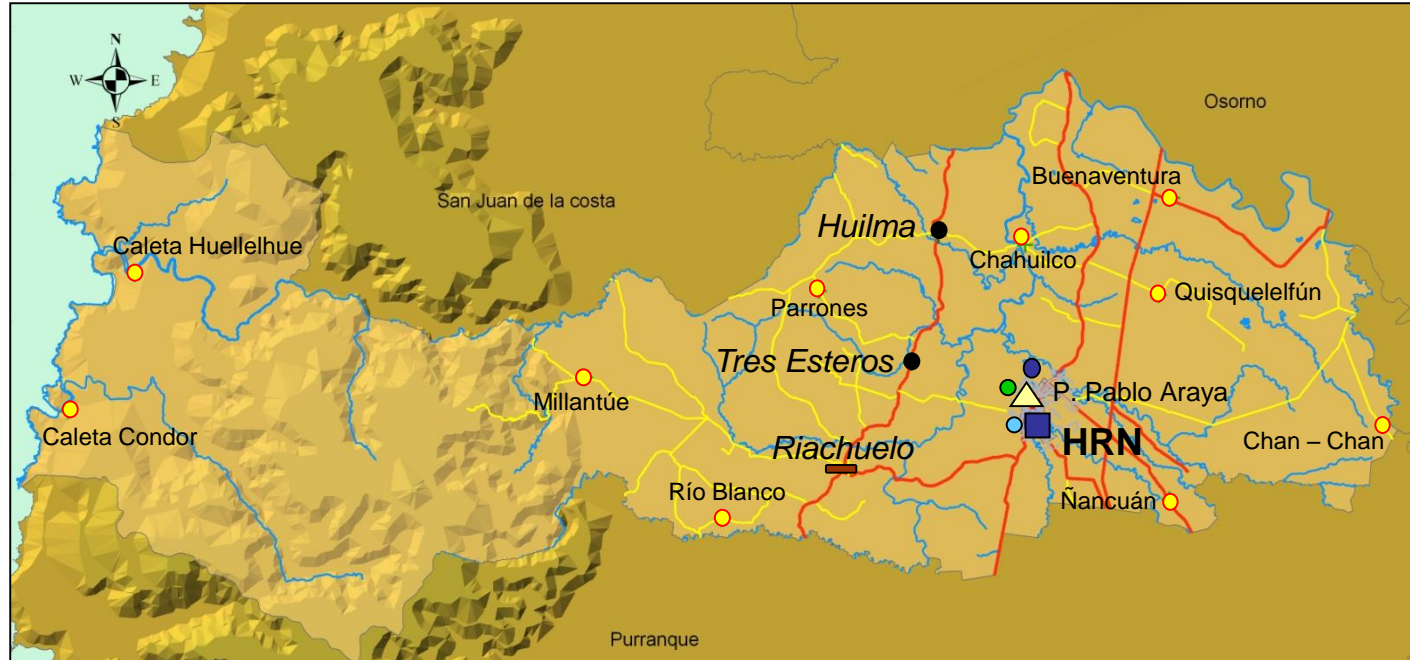 N
W E
S
Osorno
San Juan de la costa
Buenaventura
Huilma
Caleta Huellelhue
Chahuilco
Quisquelelfún
Parrones
Tres Esteros
P. Pablo Araya
Millantúe
Caleta Condor
HRN
Chan – Chan
Riachuelo
Río Blanco
Ñancuán
Purranque